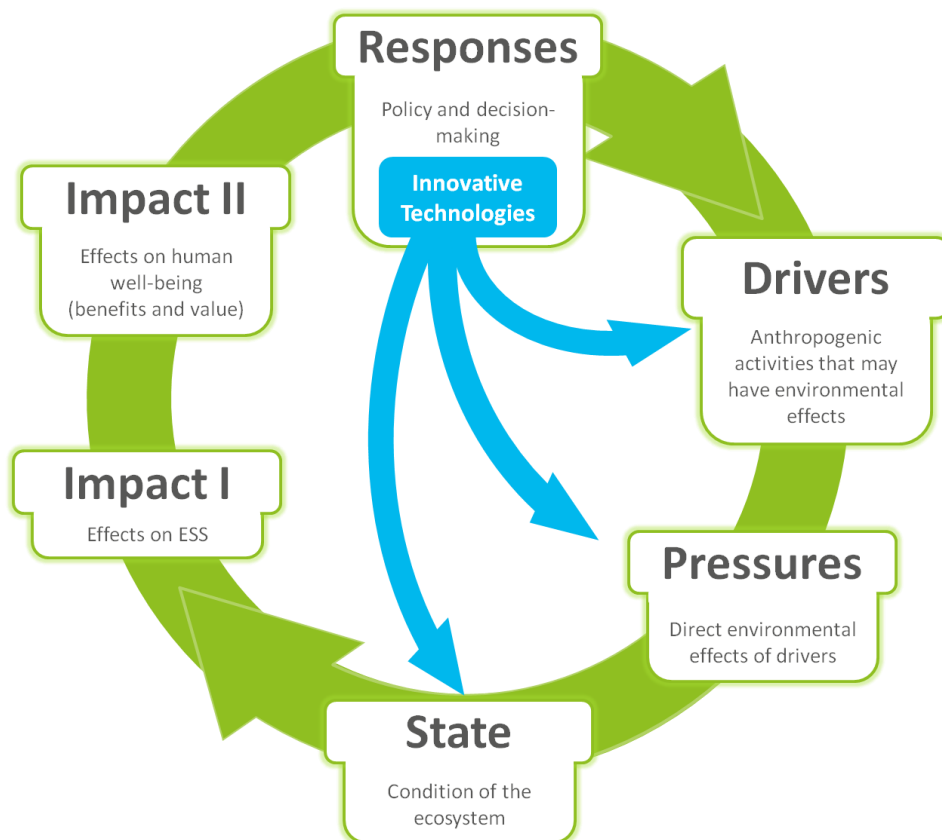 Responses
Policy and decision-
making
Innovative
Technologies
Drivers
Anthropogenic
activities that may
have environmental
effects
Pressures
Direct environmental
effects of drivers
State
Condition of the
ecosystem
Impact I
Effects on ESS
Impact II
Effects on human
well-being
(benefits and value)